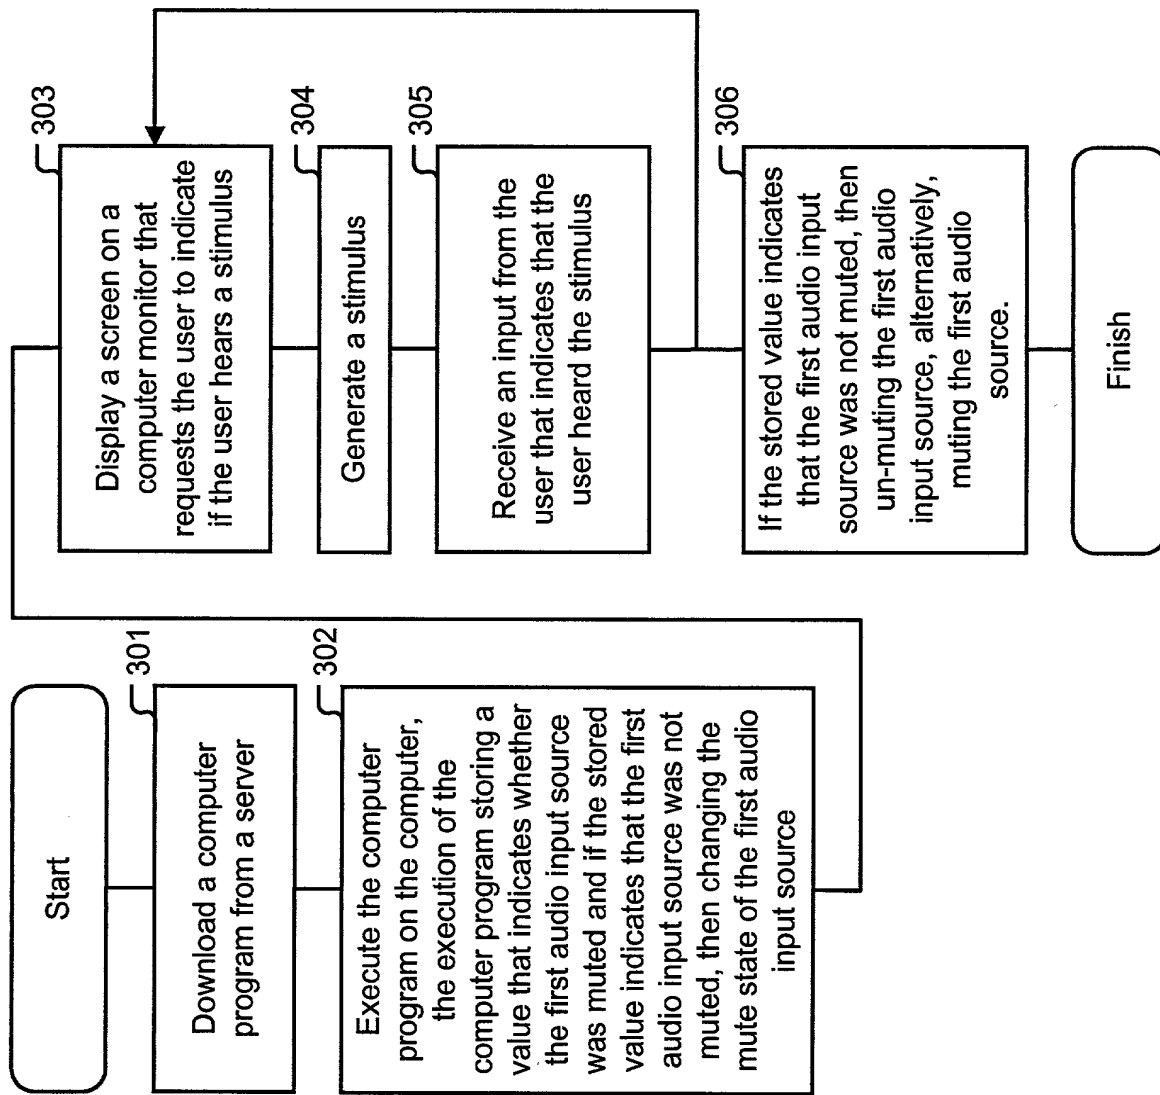 Start
301
Download a computer
program from a server
302
Execute the computer
program on the computer,
the execution of the
computer program storing a
value that indicates whether
the first audio input source
was muted and if the stored
value indicates that the first
audio input source was not
muted, then changing the
mute state of the first audio
input source
303
Display a screen on a
computer monitor that
requests the user to indicate
if the user hears a stimulus
304
Generate a stimulus
305
Receive an input from the
user that indicates that the
user heard the stimulus
306
If the stored value indicates
that the first audio input
source was not muted, then
un-muting the first audio
input source, alternatively,
muting the first audio
source.
Finish